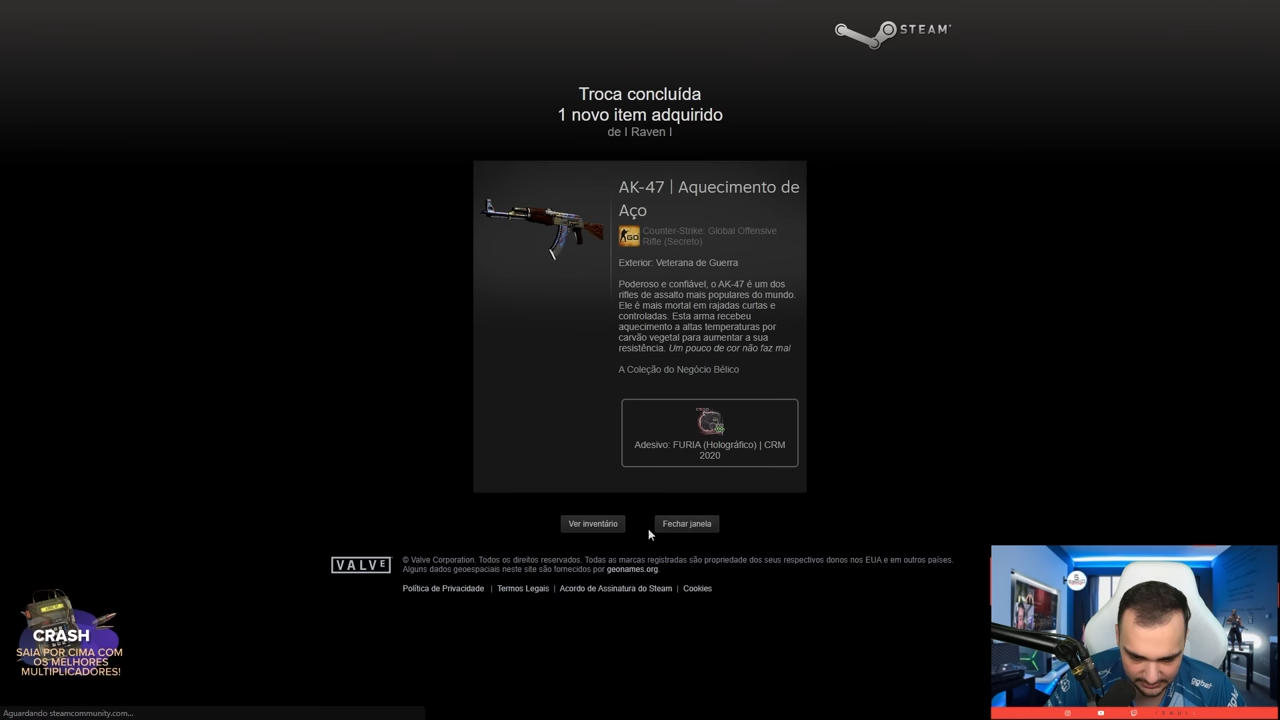 STEAM
Troca concluída
1 novo item adquirido
de I Raven I
AK-47 | Aquecimento de
Aço
Counter-Strike: Global Offensive
Rifle (Secreto)
Exterior: Veterana de Guerra
Poderoso e confiável, o AK-47 é um dos
rifles de assalto mais populares do mundo.
Ele é mais mortal em rajadas curtas e
controladas. Esta arma recebeu
aquecimento a altas temperaturas por
carvão vegetal para aumentar a sua
resistência. Um pouco de cor não faz mal
A Coleção do Negócio Bélico
Adesivo: FURIA (Holográfico) | CRM
2020
Ver inventário
Fechar janela
VALVE
© Valve Corporation. Todos os direitos reservados. Todas as marcas registradas são propriedade dos seus respectivos donos nos EUA e em outros países.
Alguns dados geoespaciais neste site são fornecidos por geonames.org.
Política de Privacidade | Termos Legais | Acordo de Assinatura do Steam | Cookies
CRASH
SAIA POR CIMA COM
OS MELHORES
MULTIPLICADORES!
Aguardando steamcommunity.com...